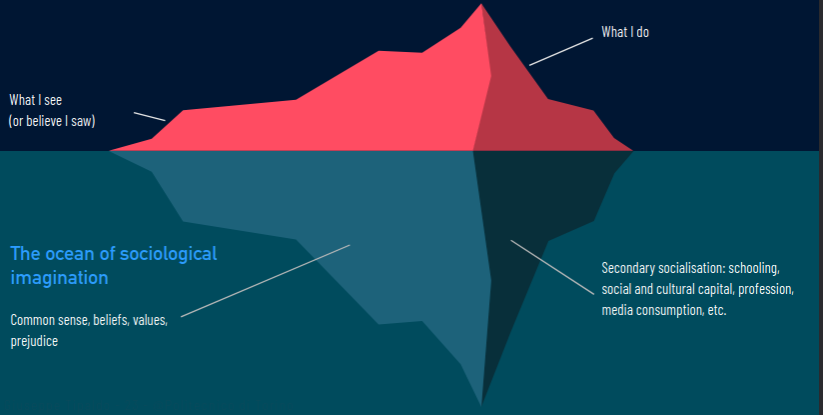 What I do
What I see
(or believe I saw)
The ocean of sociological
imagination
Common sense, beliefs, values,
prejudice
Secondary socialisation: schooling,
social and cultural capital, profession,
media consumption, etc.